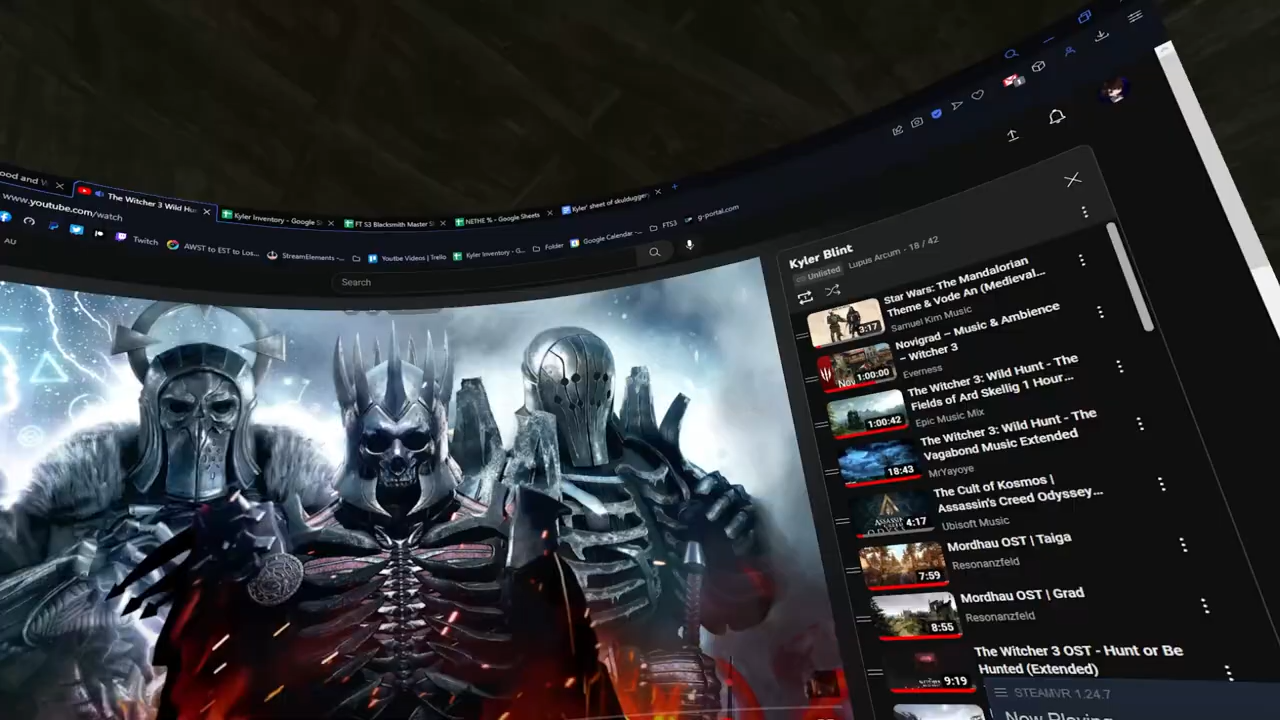 ood and
The Witcher 3 Wild Hu
Kyler Inventory - Google S
FT S3 Blacksmith Master S
NETHE % - Google Sheets
Kyler' sheet of skuldugger
www.youtube.com/watch
Twitch
AWST to EST to Los...
StreamElements -...
Youtbe Videos | Trello
Kyler Inventory - G...
Folder
Google Calendar -...
FTS3
g-portal.com
AU
Search
1
Kyler Blint
Unlisted Lupus Arcum · 18 / 42
Star Wars: The Mandalorian
Theme & Vode An (Medieval...
Samuel Kim Music
3:17
Novigrad – Music & Ambience
– Witcher 3
Everness
1:00:00
The Witcher 3: Wild Hunt - The
Fields of Ard Skellig 1 Hour...
Epic Music Mix
1:00:42
The Witcher 3: Wild Hunt - The
Vagabond Music Extended
MrYayoye
18:43
The Cult of Kosmos |
Assassin's Creed Odyssey...
Ubisoft Music
4:17
Mordhau OST | Taiga
Resonanzfeld
7:59
Mordhau OST | Grad
Resonanzfeld
8:55
The Witcher 3 OST - Hunt or Be
Hunted (Extended)
9:19
STEAMVR 1.24.7
Now Playing